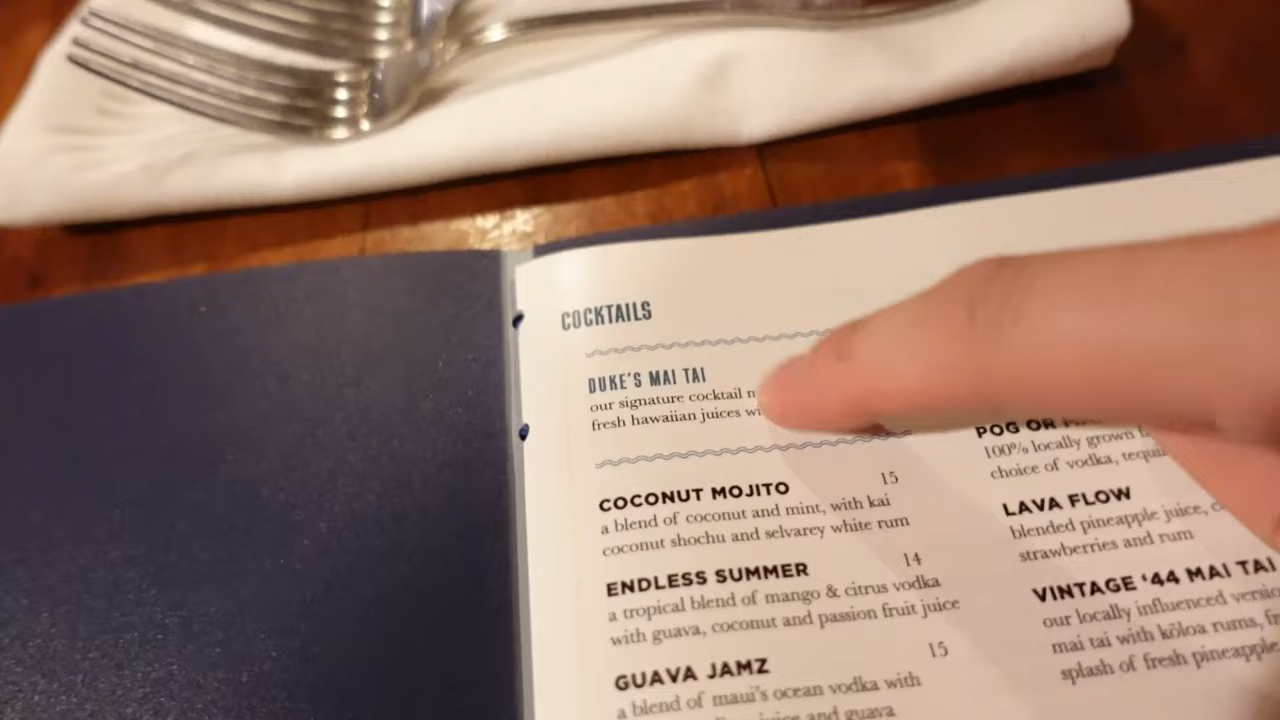 COCKTAILS
DUKE'S MAI TAI
our signature cocktail
fresh hawaiian juices
COCONUT MOJITO 15
a blend of coconut and mint, with kai
coconut shochu and selvarey white rum
ENDLESS SUMMER 14
a tropical blend of mango & citrus vodka
with guava, coconut and passion fruit juice
GUAVA JAMZ 15
a blend of maui's ocean vodka with
juice and guava
POG OR
100% locally grown
choice of vodka,
LAVA FLOW
blended pineapple juice,
strawberries and rum
VINTAGE '44 MAI TAI
our locally influenced
mai tai with kōloa rums,
splash of fresh pineapple